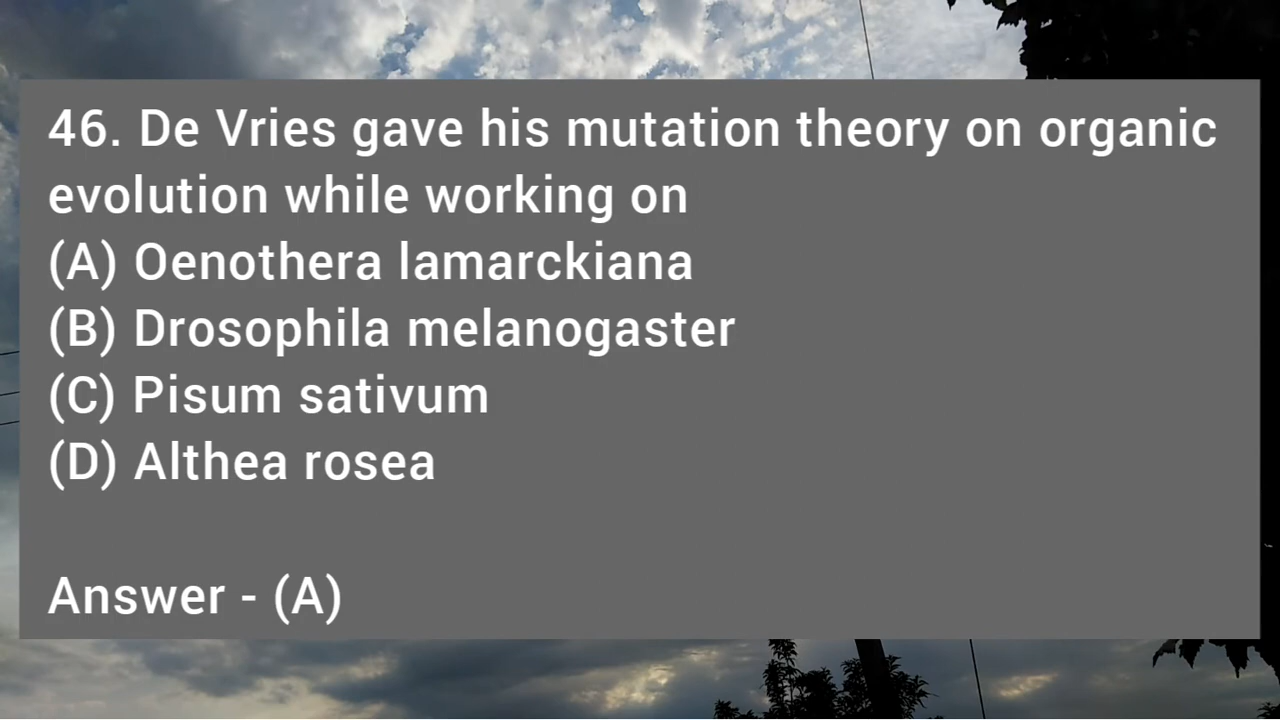 46. De Vries gave his mutation theory on organic
evolution while working on
(A) Oenothera lamarckiana
(B) Drosophila melanogaster
(C) Pisum sativum
(D) Althea rosea
Answer - (A)